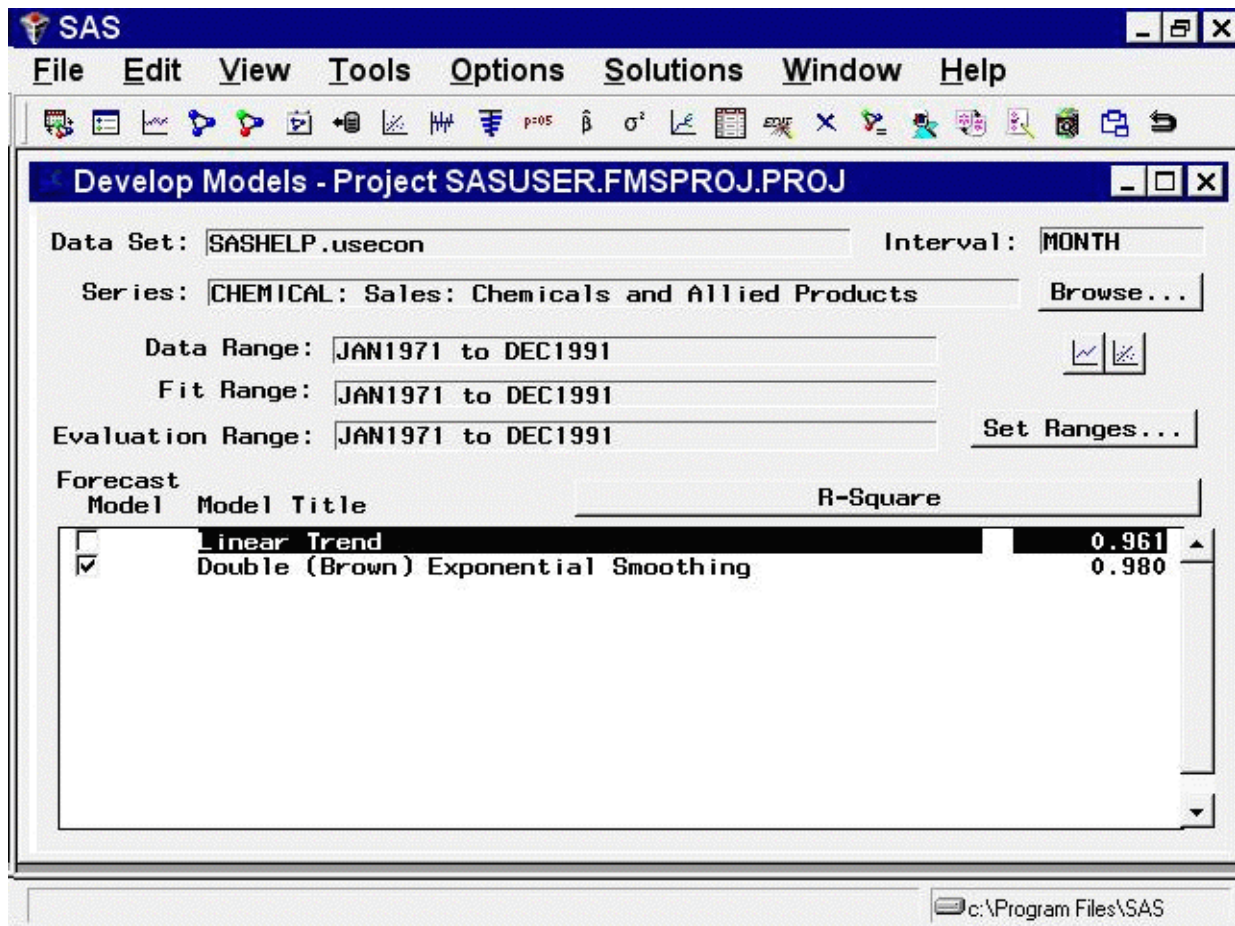 SAS
File Edit View Tools Options Solutions Window Help
p=05 β̂ σ²
Develop Models - Project SASUSER.FMSPROJ.PROJ
Data Set: SASHELP.usecon Interval: MONTH
Series: CHEMICAL: Sales: Chemicals and Allied Products Browse...
Data Range: JAN1971 to DEC1991
Fit Range: JAN1971 to DEC1991
Evaluation Range: JAN1971 to DEC1991 Set Ranges...
Forecast
Model Model Title R-Square
Linear Trend 0.961
Double (Brown) Exponential Smoothing 0.980
c:\Program Files\SAS